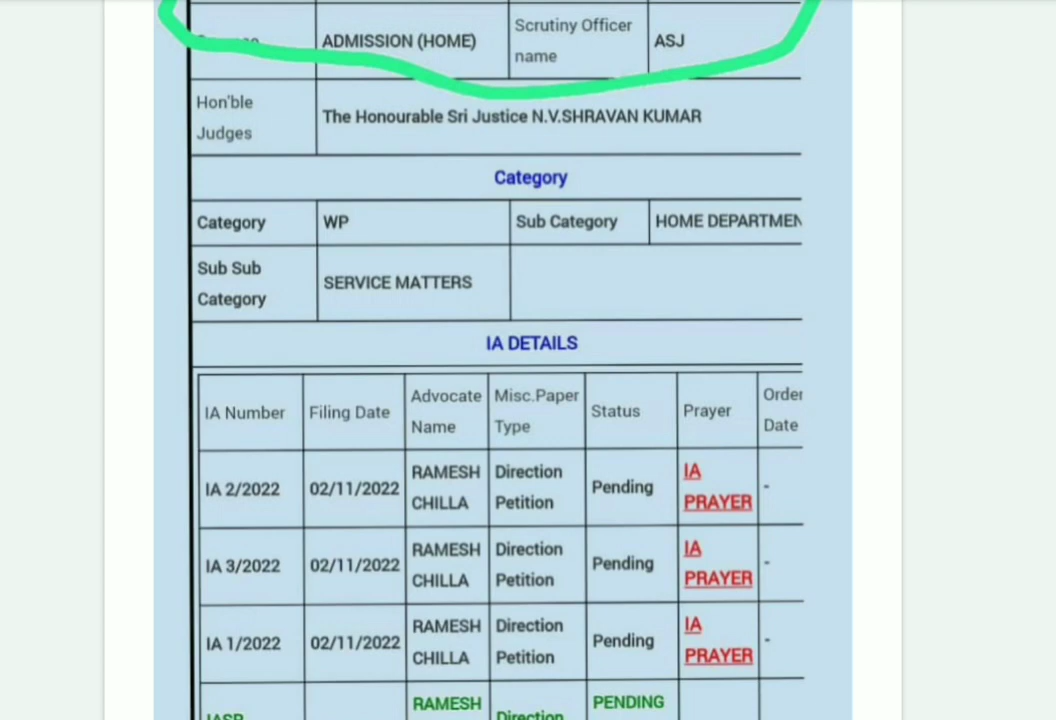 ADMISSION (HOME) Scrutiny Officer name ASJ
Hon'ble Judges The Honourable Sri Justice N.V.SHRAVAN KUMAR
Category
Category WP Sub Category HOME DEPARTMEN
Sub Sub Category SERVICE MATTERS
IA DETAILS
IA Number Filing Date Advocate Name Misc.Paper Type Status Prayer Order Date
IA 2/2022 02/11/2022 RAMESH CHILLA Direction Petition Pending IA PRAYER -
IA 3/2022 02/11/2022 RAMESH CHILLA Direction Petition Pending IA PRAYER -
IA 1/2022 02/11/2022 RAMESH CHILLA Direction Petition Pending IA PRAYER -
RAMESH Direction PENDING